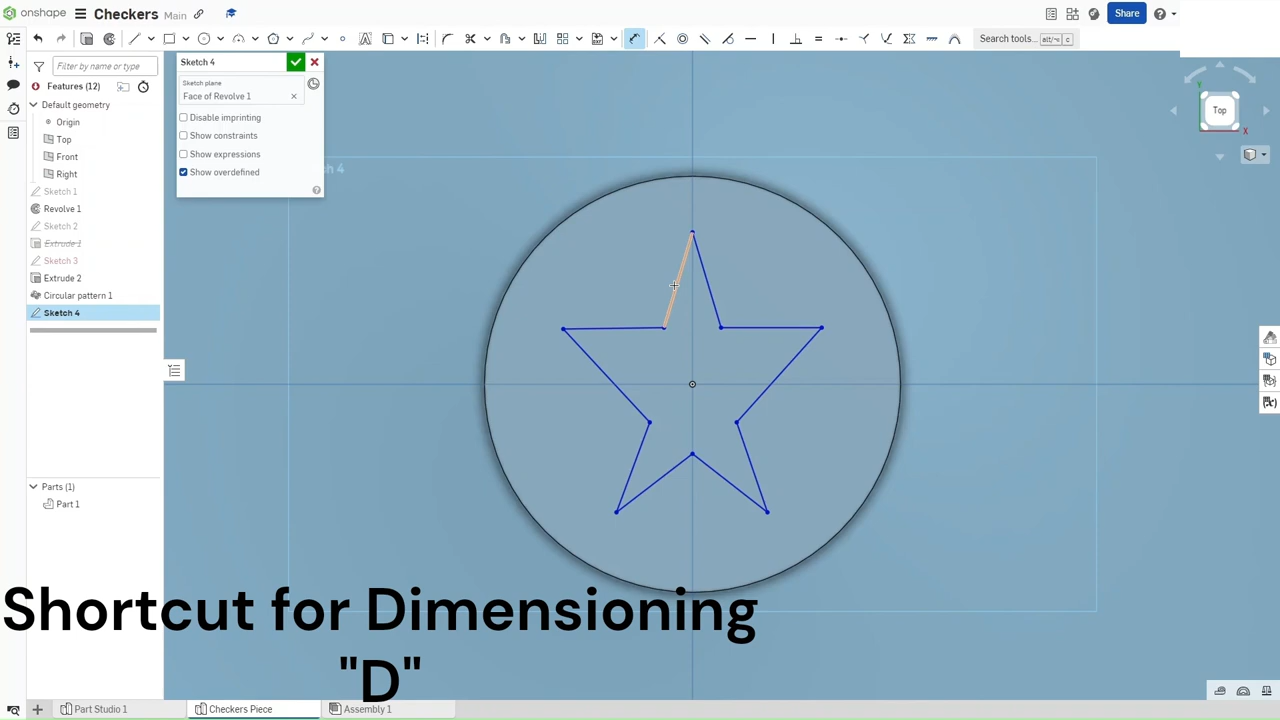 onshape
Checkers Main
Share
Search tools... alt/⌥ c
Filter by name or type
Features (12)
Default geometry
Origin
Top
Front
Right
Sketch 1
Revolve 1
Sketch 2
Extrude 1
Sketch 3
Extrude 2
Circular pattern 1
Sketch 4
Parts (1)
Part 1
Sketch 4
Sketch plane
Face of Revolve 1
Disable imprinting
Show constraints
Show expressions
Show overdefined
Top
Y
X
Shortcut for Dimensioning
"D"
Part Studio 1
Checkers Piece
Assembly 1